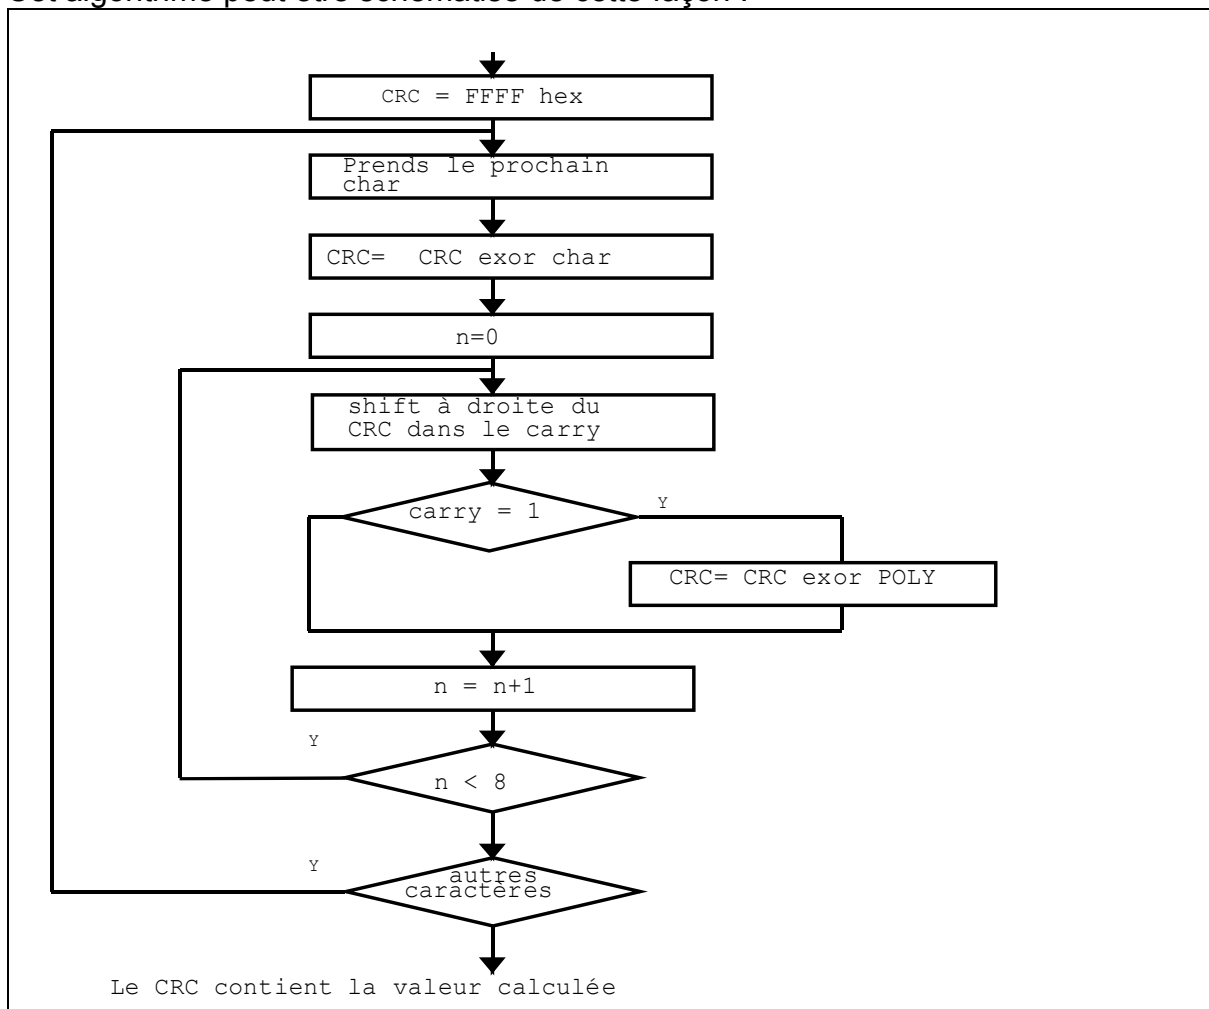 Cet algorithme peut être schématisé de cette façon :
CRC = FFFF hex
Prends le prochain
char
CRC= CRC exor char
n=0
shift à droite du
CRC dans le carry
carry = 1
Y
CRC= CRC exor POLY
n = n+1
Y
n < 8
Y
autres
caractères
Le CRC contient la valeur calculée